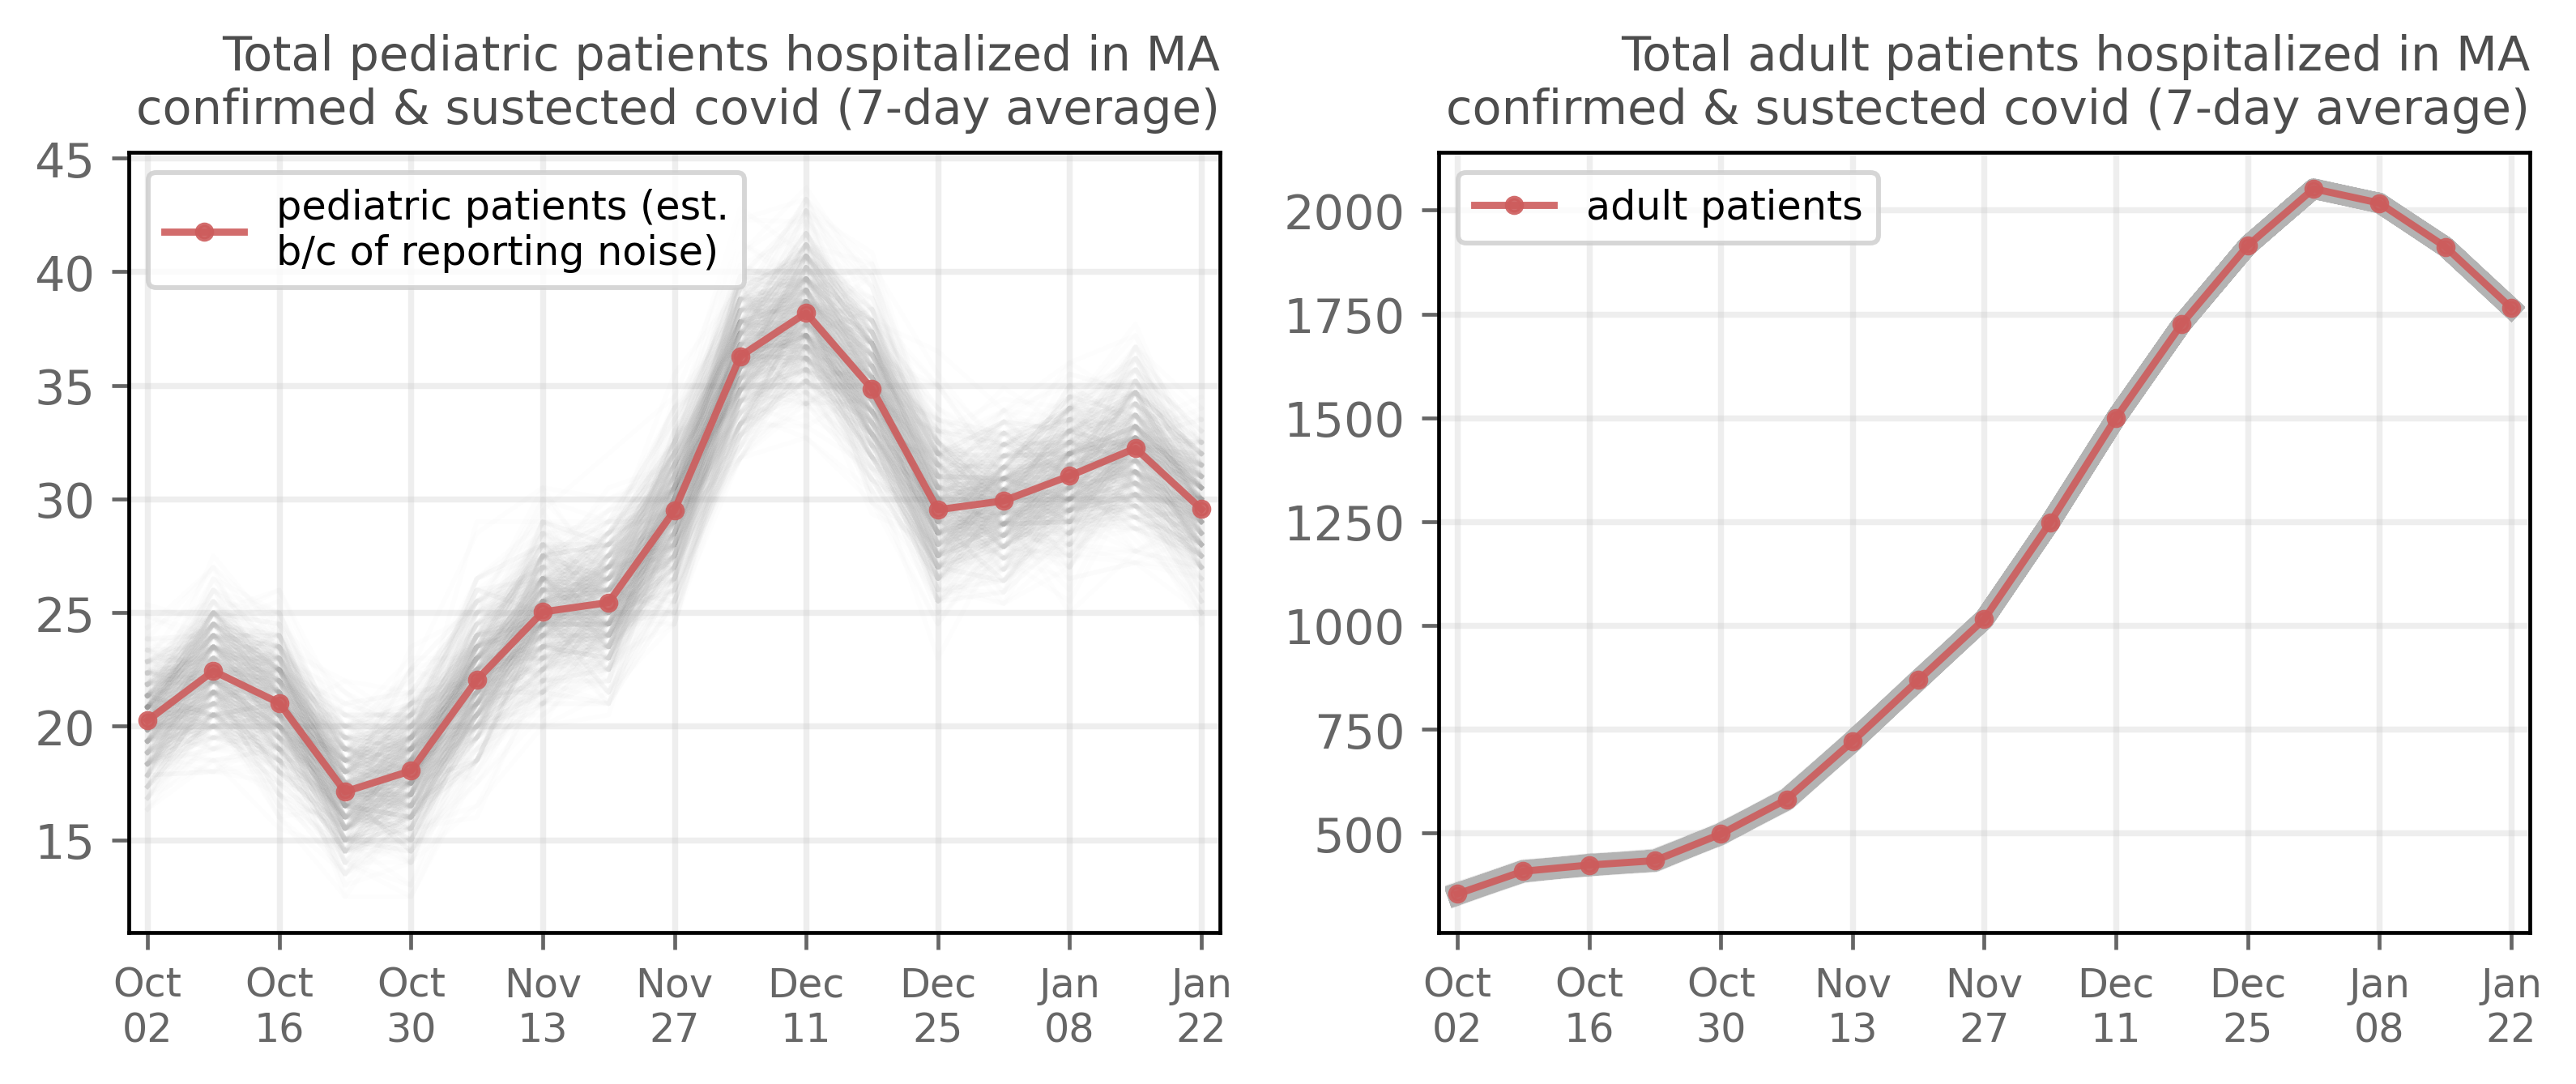 Total pediatric patients hospitalized in MA
confirmed & sustected covid (7-day average)
45
40
35
30
25
20
15
pediatric patients (est.
b/c of reporting noise)
Oct Oct Oct Nov Nov Dec Dec Jan Jan
02 16 30 13 27 11 25 08 22
Total adult patients hospitalized in MA
confirmed & sustected covid (7-day average)
2000
1750
1500
1250
1000
750
500
adult patients
Oct Oct Oct Nov Nov Dec Dec Jan Jan
02 16 30 13 27 11 25 08 22